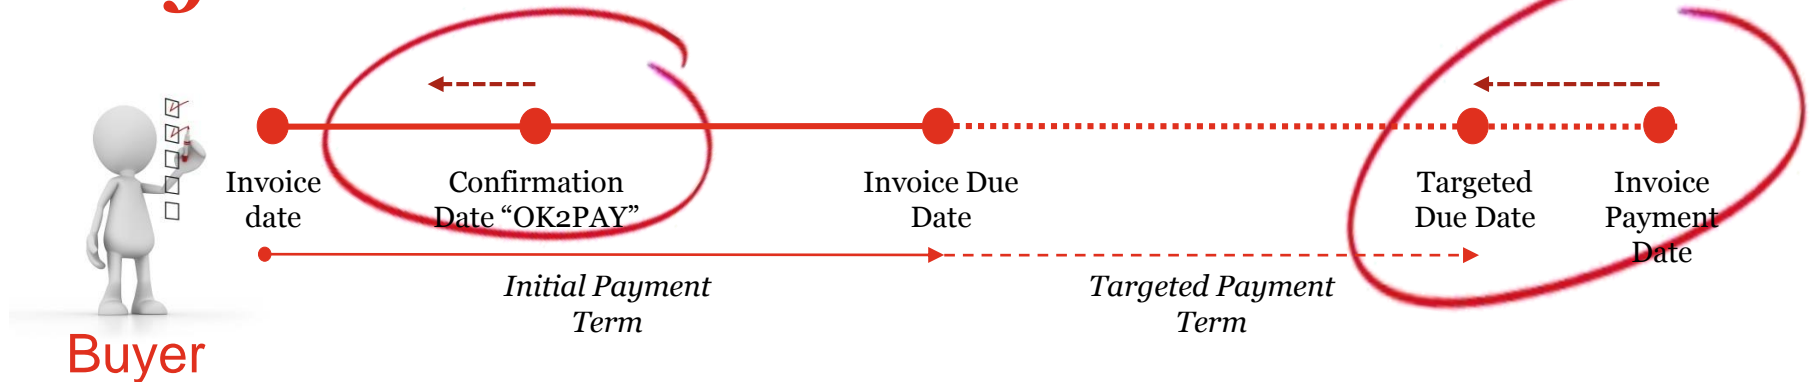 Invoice
date
Confirmation
Date “OK2PAY”
Invoice Due
Date
Targeted
Due Date
Invoice
Payment
Date
Initial Payment
Term
Targeted Payment
Term
Buyer